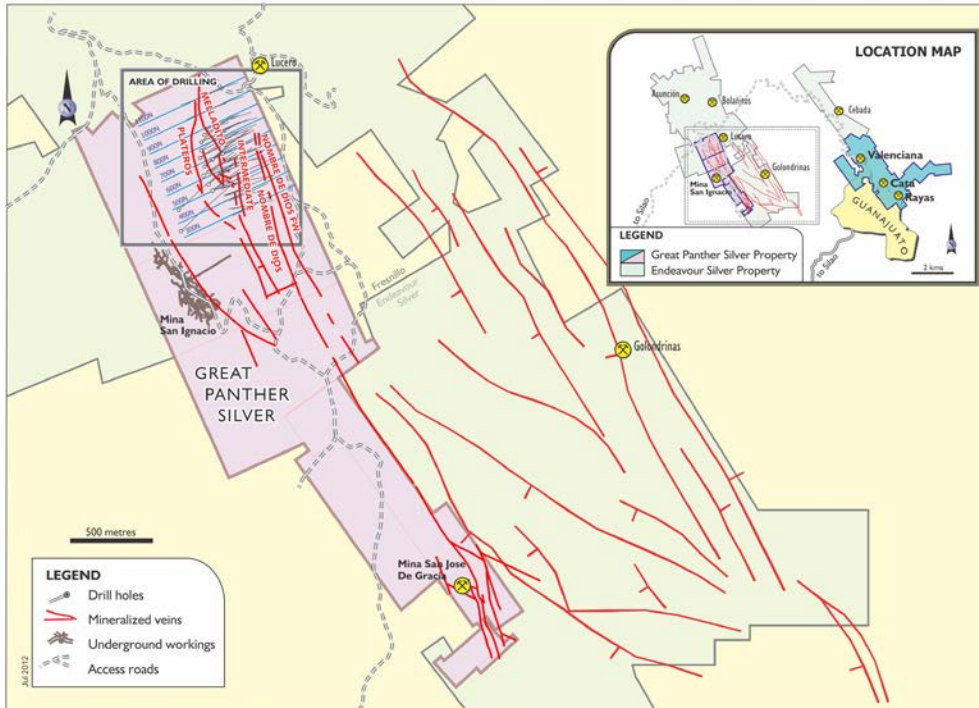 Lucero
AREA OF DRILLING
N
1000N
900N
800N
700N
600N
500N
400N
300N
PLATEROS
MELLADITO
INTERMEDIATE
NOMBRE DE DIOS
NOMBRE DE DIOS FW
Mina
San Ignacio
Fresnillo
Endeavour
Silver
GREAT
PANTHER
SILVER
Golondrinas
Mina San Jose
De Gracia
500 metres
LEGEND
Drill holes
Mineralized veins
Underground workings
Access roads
Jul 2012
LOCATION MAP
Asunción
Bolañitos
Cebada
Lucero
Valenciana
Golondrinas
Cata
Mina
San Ignacio
Rayas
GUANAJUATO
to Silao
to Silao
LEGEND
Great Panther Silver Property
Endeavour Silver Property
N
2 kms